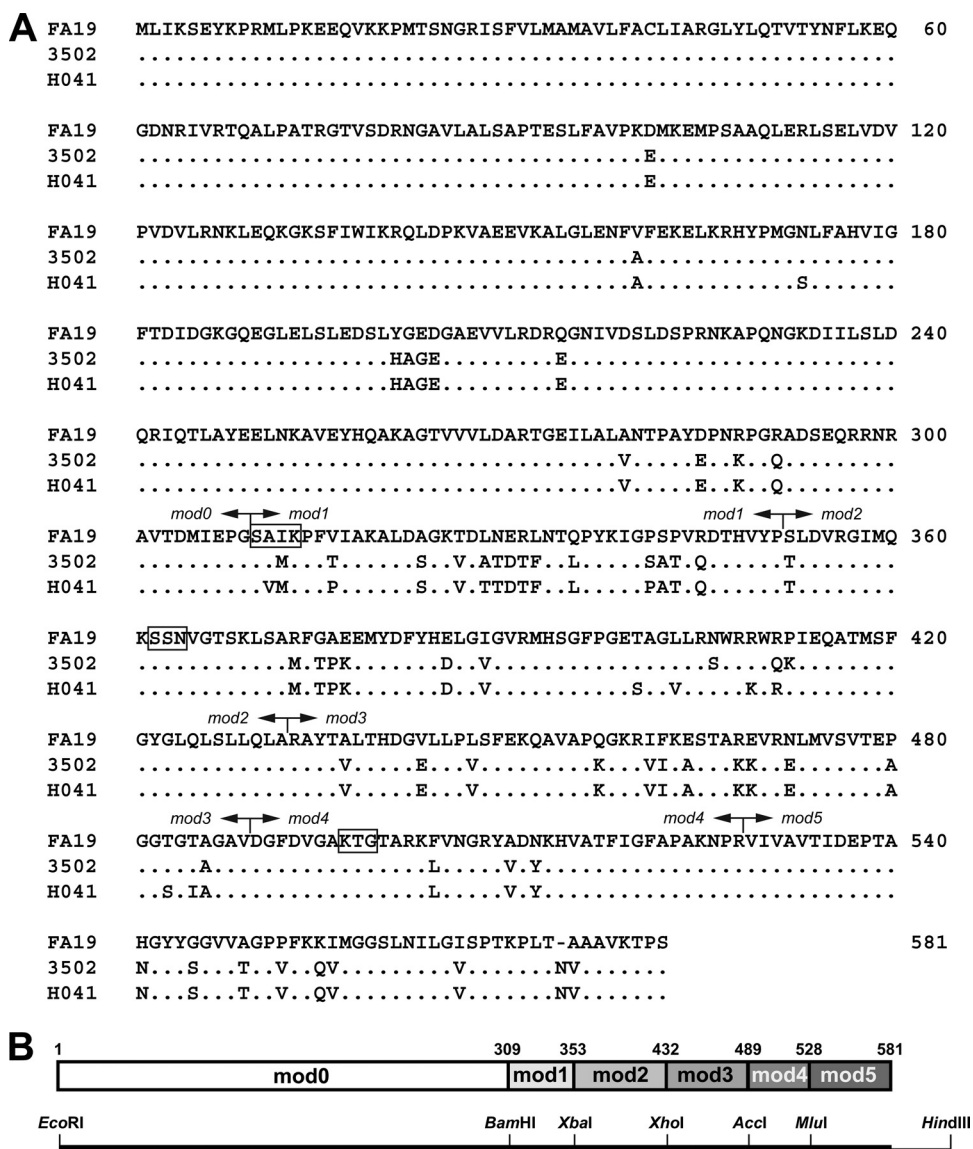 A
FA19 MLIKSEYKPRMLPKEEQVKKPMTSNGRISFVLMAMAVLFACLIARGLYLQTVTYNFLKEQ 60
3502 ............................................................
H041 ............................................................
FA19 GDNRIVRTQALPATRGTVSDRNGAVLALSAPTESLFAVPKDMKEMPSAAQLERLSELVDV 120
3502 ........................................E...................
H041 ........................................E...................
FA19 PVDVLRNKLEQKGKSFIWIKRQLDPKVAEEVKALGLENFVFEKELKRHYPMGNLFAHVIG 180
3502 .......................................A....................
H041 .......................................A............S.......
FA19 FTDIDGKGQEGLELSLEDSLYGEDGAEVVLRDRQGNIVDSLDSPRNKAPQNGKDIILSLD 240
3502 ....................HAGE.........E..........................
H041 ....................HAGE.........E..........................
FA19 QRIQTLAYEELNKAVEYHQAKAGTVVVLDARTGEILALANTPAYDPNRPGRADSEQRRNR 300
3502 ......................................V.....E..K..Q.........
H041 ......................................V.....E..K..Q.........
mod0 mod1 mod1 mod2
FA19 AVTDMIEPGSAIKPFVIAKALDAGKTDLNERLNTQPYKIGPSPVRDTHVYPSLDVRGIMQ 360
3502 ...........M...T......S..V.ATDTF..L.....SAT.Q......T........
H041 ..........VM...P......S..V.TTDTF..L.....PAT.Q......T........
FA19 KSSNVGTSKLSARFGAEEMYDFYHELGIGVRMHSGFPGETAGLLRNWRRWRPIEQATMSF 420
3502 ............M.TPK.......D..V.................S....QK........
H041 ............M.TPK.......D..V...........S..V.....E.R.........
mod2 mod3
FA19 GYGLQLSLLQLARAYTALTHDGVLLPLSFEKQAVAPQGKRIFKESTAREVRNLMVSVTEP 480
3502 ................V.....E...V.........K...VI.A...KK..E.......A
H041 ................V.....E...V.........K...VI.A...KK..E.......A
mod3 mod4 mod4 mod5
FA19 GGTGTAGAVDGFDVGAKTGTARKFVNGRYADNKHVATFIGFAPAKNPRVIVAVTIDEPTA 540
3502 .....A.................L.....V.Y............................
H041 ..S.IA.................L.....V.Y............................
FA19 HGYYGGVVAGPPFKKIMGGSLNILGISPTKPLT-AAAVKTPS 581
3502 N...S...T..V..QV.........V.......NV.......
H041 N...S...T..V..QV.........V.......NV.......
B
1 309 353 432 489 528 581
mod0 mod1 mod2 mod3 mod4 mod5
EcoRI BamHI XbaI XhoI AccI MluI HindIII